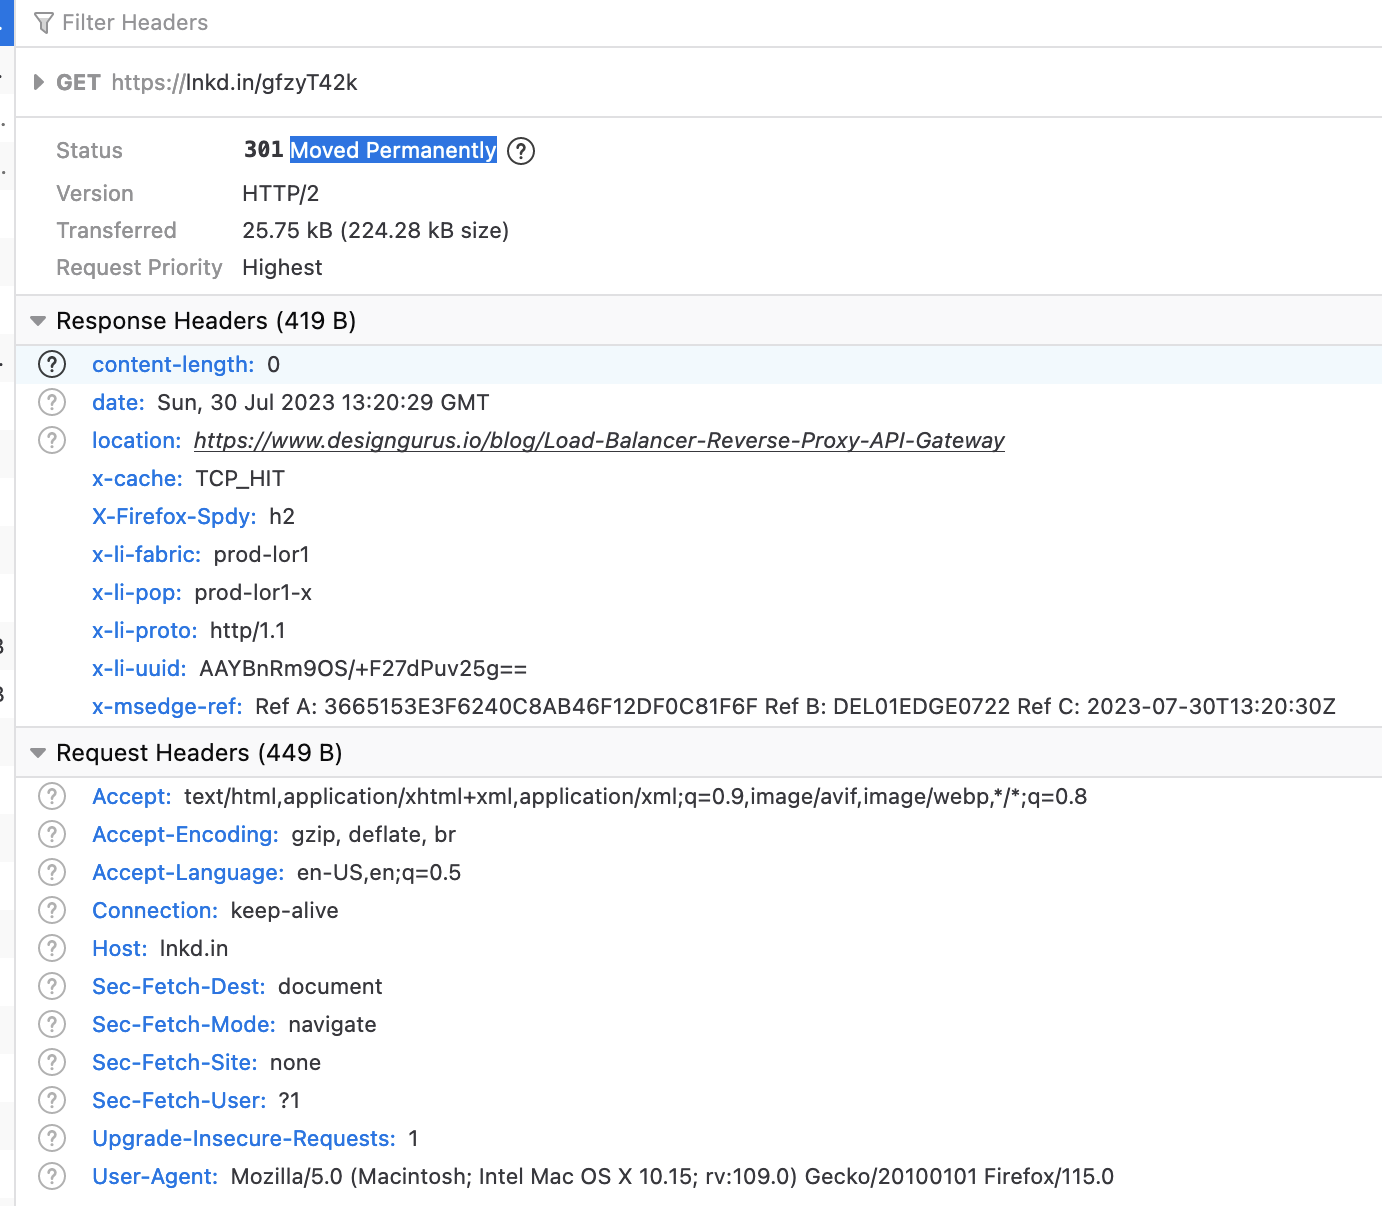 Filter Headers
GET https://lnkd.in/gfzyT42k
Status 301 Moved Permanently ?
Version HTTP/2
Transferred 25.75 kB (224.28 kB size)
Request Priority Highest
Response Headers (419 B)
? content-length: 0
? date: Sun, 30 Jul 2023 13:20:29 GMT
? location: https://www.designgurus.io/blog/Load-Balancer-Reverse-Proxy-API-Gateway
x-cache: TCP_HIT
X-Firefox-Spdy: h2
x-li-fabric: prod-lor1
x-li-pop: prod-lor1-x
x-li-proto: http/1.1
x-li-uuid: AAYBnRm9OS/+F27dPuv25g==
x-msedge-ref: Ref A: 3665153E3F6240C8AB46F12DF0C81F6F Ref B: DEL01EDGE0722 Ref C: 2023-07-30T13:20:30Z
Request Headers (449 B)
? Accept: text/html,application/xhtml+xml,application/xml;q=0.9,image/avif,image/webp,*/*;q=0.8
? Accept-Encoding: gzip, deflate, br
? Accept-Language: en-US,en;q=0.5
? Connection: keep-alive
? Host: lnkd.in
? Sec-Fetch-Dest: document
? Sec-Fetch-Mode: navigate
? Sec-Fetch-Site: none
? Sec-Fetch-User: ?1
? Upgrade-Insecure-Requests: 1
? User-Agent: Mozilla/5.0 (Macintosh; Intel Mac OS X 10.15; rv:109.0) Gecko/20100101 Firefox/115.0